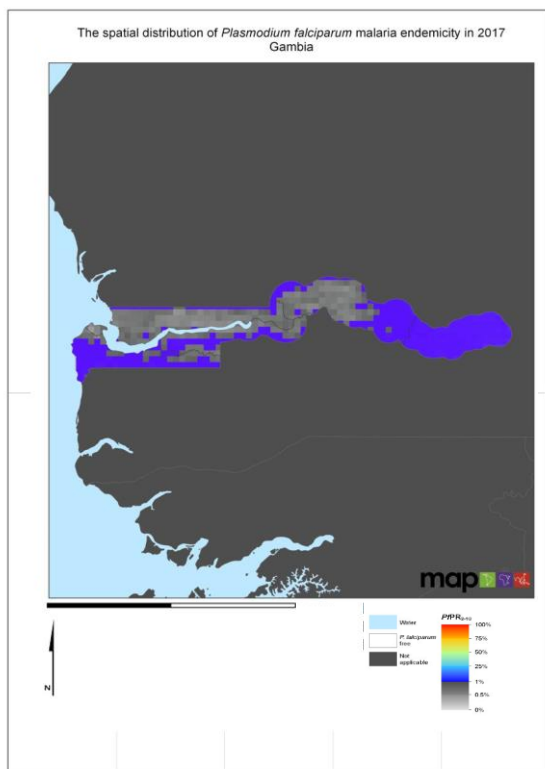 The spatial distribution of Plasmodium falciparum malaria endemicity in 2017
Gambia
map
N
Water
P. falciparum
free
Not
applicable
PfPR2-10
100%
75%
50%
25%
1%
0.5%
0%